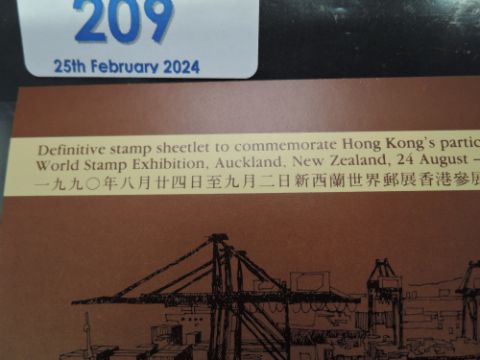 209
25th February 2024
Definitive stamp sheetlet to commemorate Hong Kong's
World Stamp Exhibition, Auckland, New Zealand, 24 August –
一九九〇年八月廿四日至九月二日新西蘭世界郵展香港參展